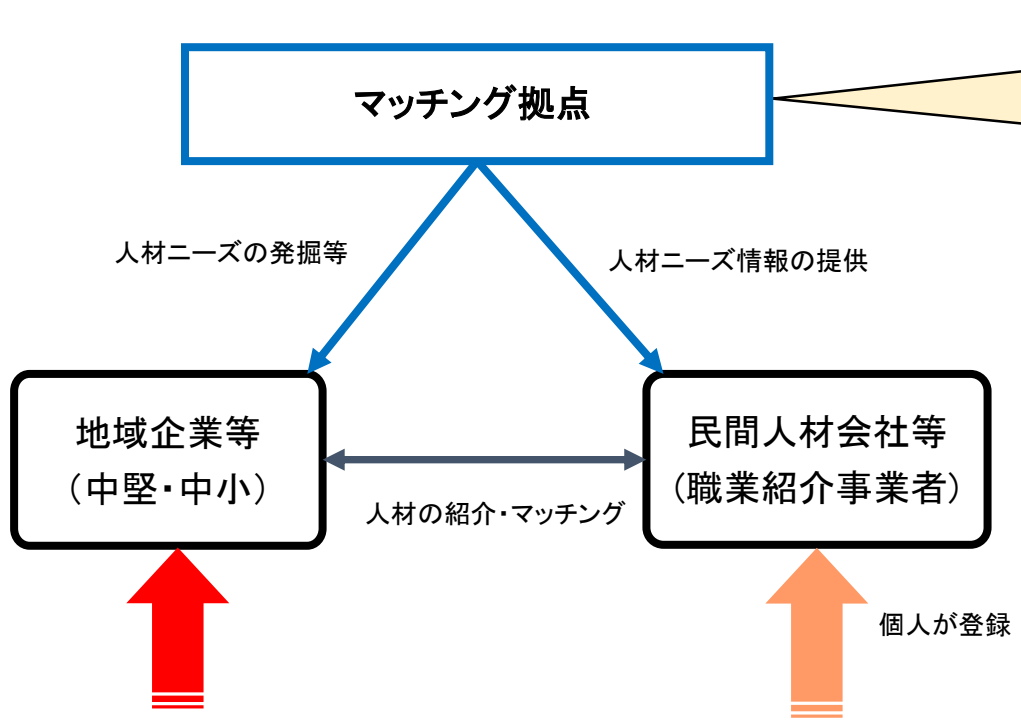 マッチング拠点
人材ニーズの発掘等
人材ニーズ情報の提供
地域企業等
（中堅・中小）
民間人材会社等
（職業紹介事業者）
人材の紹介・マッチング
個人が登録